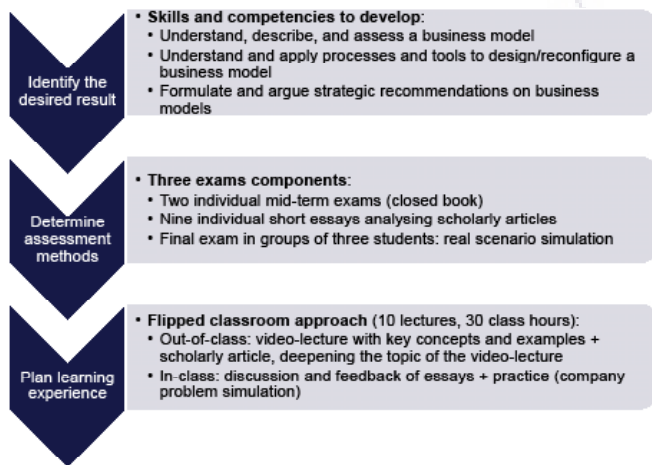 Identify the
desired result
• Skills and competencies to develop:
• Understand, describe, and assess a business model
• Understand and apply processes and tools to design/reconfigure a
business model
• Formulate and argue strategic recommendations on business
models
Determine
assessment
methods
• Three exams components:
• Two individual mid-term exams (closed book)
• Nine individual short essays analysing scholarly articles
• Final exam in groups of three students: real scenario simulation
Plan learning
experience
• Flipped classroom approach (10 lectures, 30 class hours):
• Out-of-class: video-lecture with key concepts and examples +
scholarly article, deepening the topic of the video-lecture
• In-class: discussion and feedback of essays + practice (company
problem simulation)